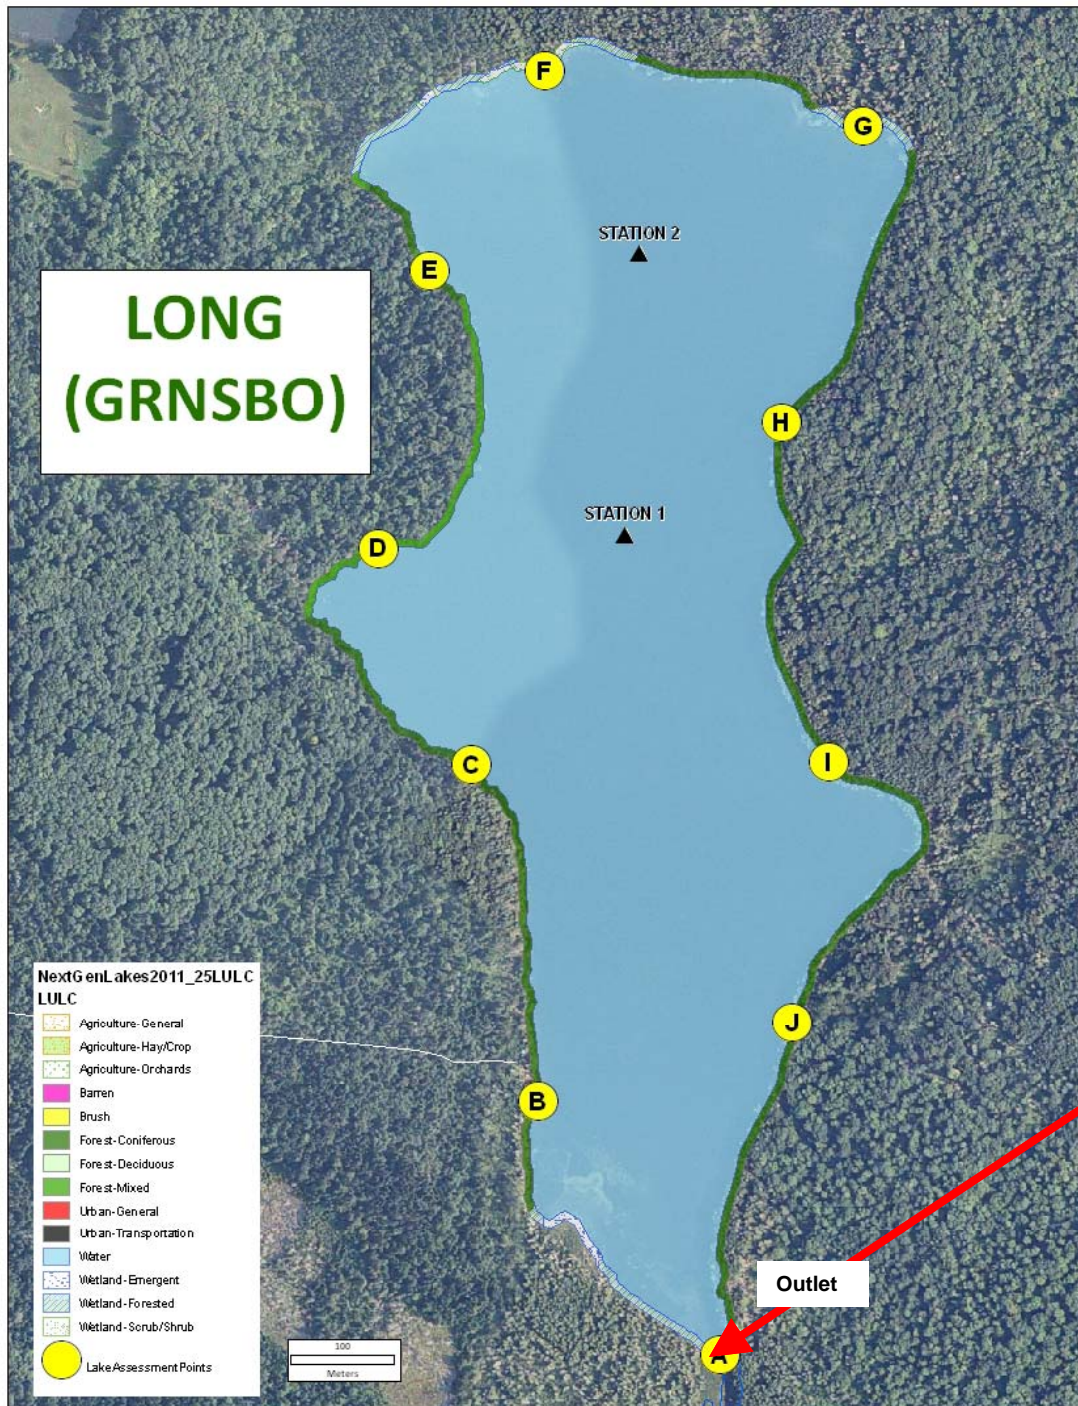 F
G
STATION 2
E
LONG
(GRNSBO)
H
STATION 1
D
C
I
J
B
NextGenLakes2011_25LULC
LULC
Agriculture-General
Agriculture-Hay/Crop
Agriculture-Orchards
Barren
Brush
Forest-Coniferous
Forest-Deciduous
Forest-Mixed
Urban-General
Urban-Transportation
Water
Wetland-Emergent
Wetland-Forested
Wetland-Scrub/Shrub
Lake Assessment Points
Outlet
100
Meters
A